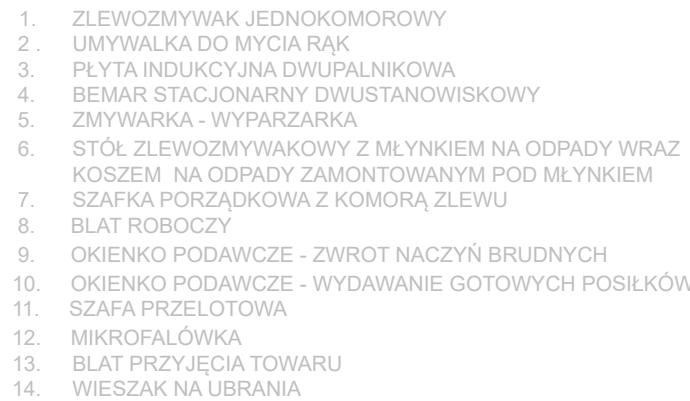 1. ZLEWOZMYWAK JEDNOKOMOROWY
2 . UMYWALKA DO MYCIA RĄK
3. PŁYTA INDUKCYJNA DWUPALNIKOWA
4. BEMAR STACJONARNY DWUSTANOWISKOWY
5. ZMYWARKA - WYPARZARKA
6. STÓŁ ZLEWOZMYWAKOWY Z MŁYNKIEM NA ODPADY WRAZ
KOSZEM NA ODPADY ZAMONTOWANYM POD MŁYNKIEM
7. SZAFKA PORZĄDKOWA Z KOMORĄ ZLEWU
8. BLAT ROBOCZY
9. OKIENKO PODAWCZE - ZWROT NACZYŃ BRUDNYCH
10. OKIENKO PODAWCZE - WYDAWANIE GOTOWYCH POSIŁKÓW
11. SZAFA PRZELOTOWA
12. MIKROFALÓWKA
13. BLAT PRZYJĘCIA TOWARU
14. WIESZAK NA UBRANIA